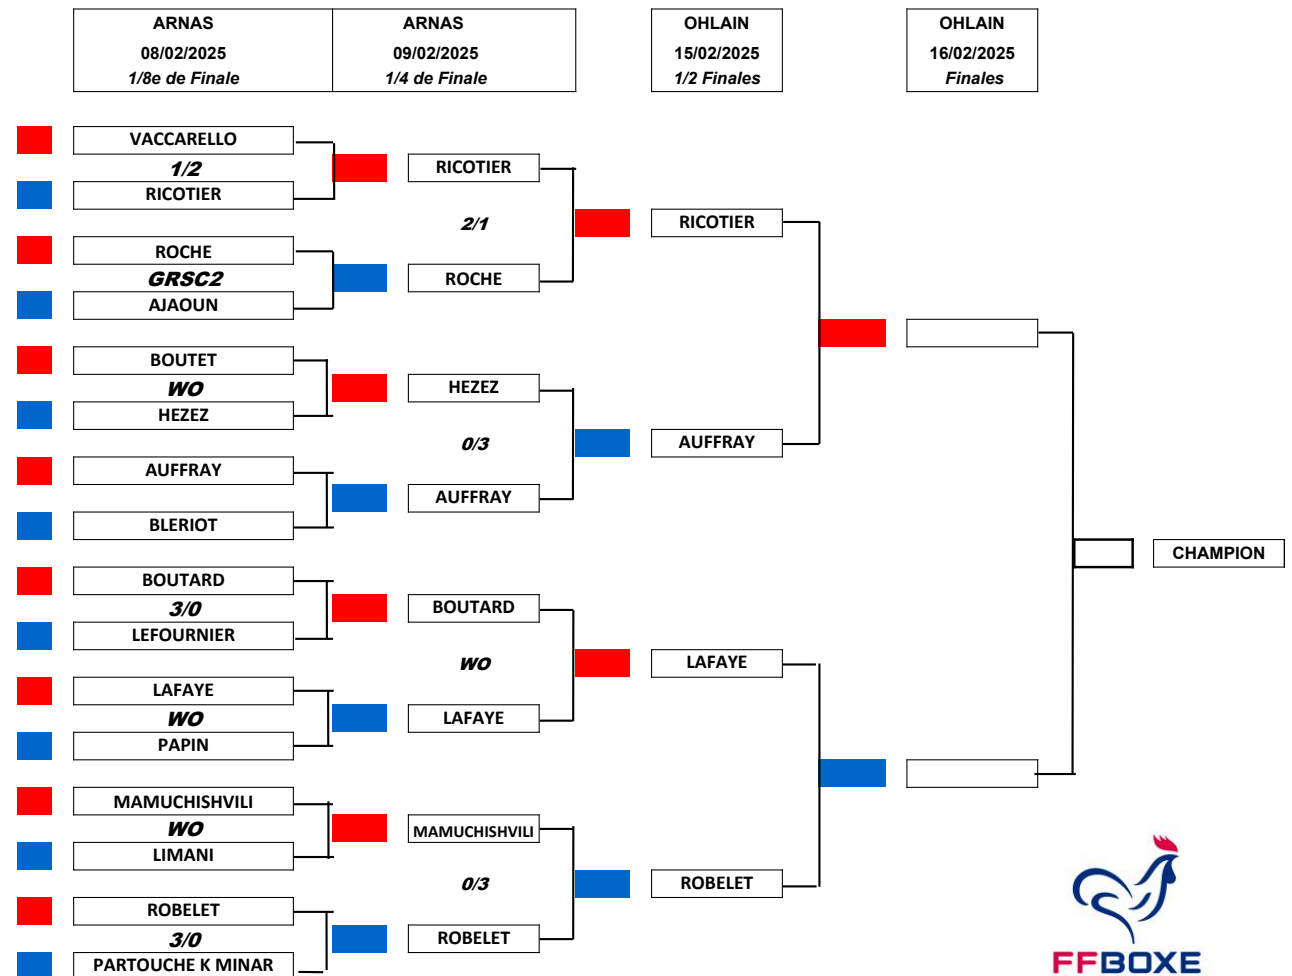 ARNAS
08/02/2025
1/8e de Finale
ARNAS
09/02/2025
1/4 de Finale
OHLAIN
15/02/2025
1/2 Finales
OHLAIN
16/02/2025
Finales
VACCARELLO
1/2
RICOTIER
ROCHE
GRSC2
AJAOUN
BOUTET
WO
HEZEZ
AUFFRAY
BLERIOT
BOUTARD
3/0
LEFOURNIER
LAFAYE
WO
PAPIN
MAMUCHISHVILI
WO
LIMANI
ROBELET
3/0
PARTOUCHE K MINAR
RICOTIER
2/1
ROCHE
HEZEZ
0/3
AUFFRAY
BOUTARD
WO
LAFAYE
MAMUCHISHVILI
0/3
ROBELET
RICOTIER
AUFFRAY
LAFAYE
ROBELET
CHAMPION
FFBOXE